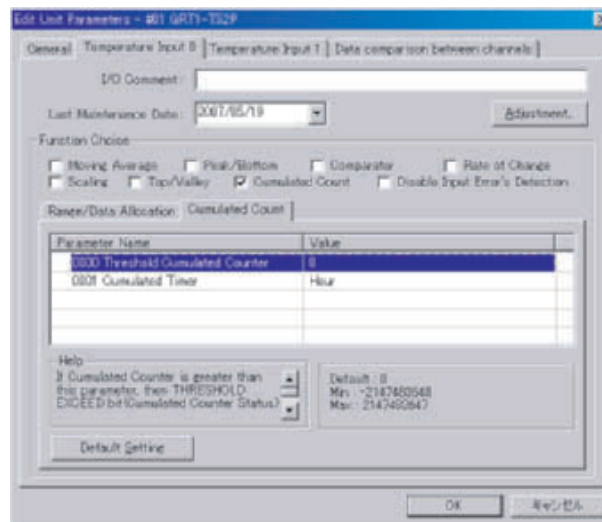 Edit Unit Parameters - #01 GRT1-TS2P
General Temperature Input 0 Temperature Input 1 Data comparison between channels
I/O Comment :
Last Maintenance Date : 2007/05/19 Adjustment.
Function Choice
Moving Average Peak/Bottom Comparator Rate of Change
Scaling Top/Valley Cumulated Count Disable Input Error's Detection
Range/Data Allocation Cumulated Count
Parameter Name Value
0000 Threshold Cumulated Counter 0
0001 Cumulated Timer Hour
Help
If Cumulated Counter is greater than
this parameter, then THRESHOLD
EXCEED bit(Cumulated Counter Status)
Default : 0
Min : -2147483648
Max : 2147483647
Default Setting
OK キャンセル